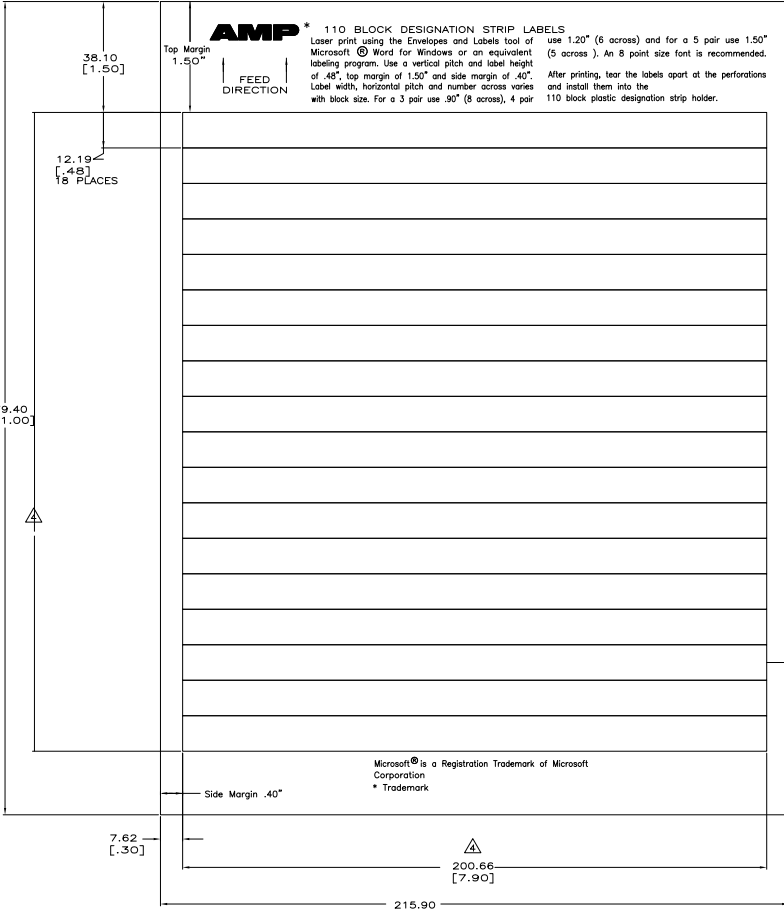 AMP *
110 BLOCK DESIGNATION STRIP LABELS
Laser print using the Envelopes and Labels tool of
Microsoft ® Word for Windows or an equivalent
labeling program. Use a vertical pitch and label height
of .48", top margin of 1.50" and side margin of .40".
Label width, horizontal pitch and number across varies
with block size. For a 3 pair use .90" (8 across), 4 pair
use 1.20" (6 across) and for a 5 pair use 1.50"
(5 across ). An 8 point size font is recommended.
After printing, tear the labels apart at the perforations
and install them into the
110 block plastic designation strip holder.
Top Margin
1.50"
FEED
DIRECTION
38.10
[1.50]
12.19
[.48]
18 PLACES
9.40
1.00]
4
Microsoft® is a Registration Trademark of Microsoft
Corporation
* Trademark
Side Margin .40"
7.62
[.30]
4
200.66
[7.90]
215.90